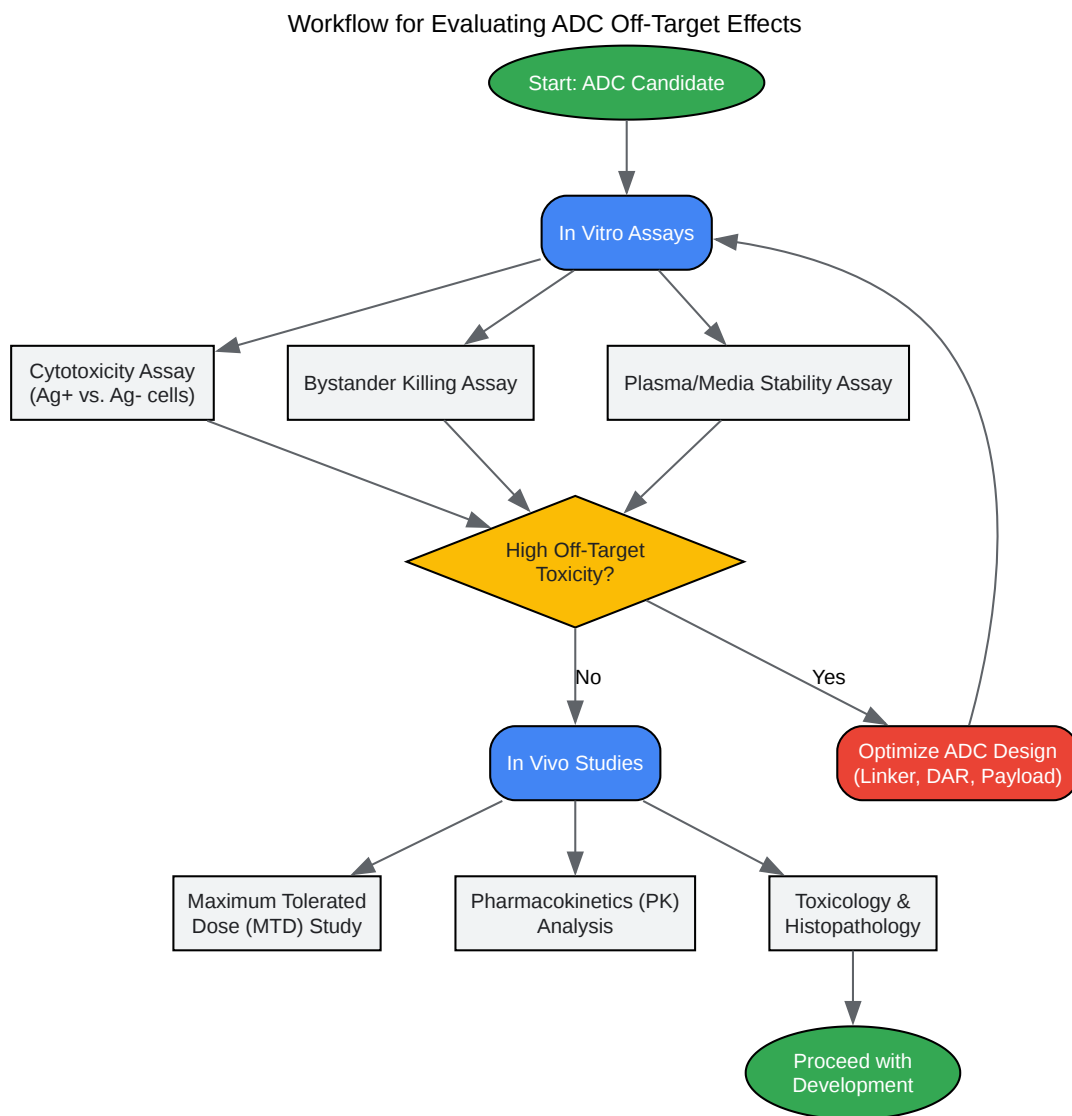 Workflow for Evaluating ADC Off-Target Effects
Start: ADC Candidate
In Vitro Assays
Cytotoxicity Assay
(Ag+ vs. Ag- cells)
Bystander Killing Assay
Plasma/Media Stability Assay
High Off-Target
Toxicity?
No
Yes
In Vivo Studies
Optimize ADC Design
(Linker, DAR, Payload)
Maximum Tolerated
Dose (MTD) Study
Pharmacokinetics (PK)
Analysis
Toxicology &
Histopathology
Proceed with
Development